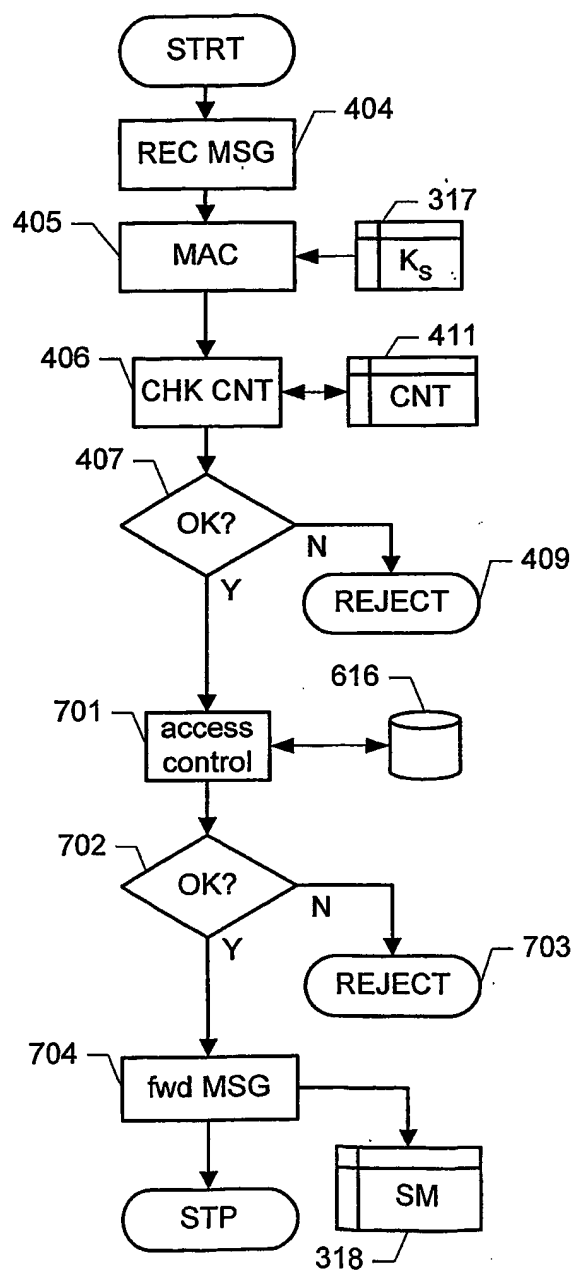 STRT
404
REC MSG
405
317
MAC
K_S
406
411
CHK CNT
CNT
407
OK?
N
Y
409
REJECT
616
701
access
control
702
OK?
N
Y
703
REJECT
704
fwd MSG
SM
STP
318